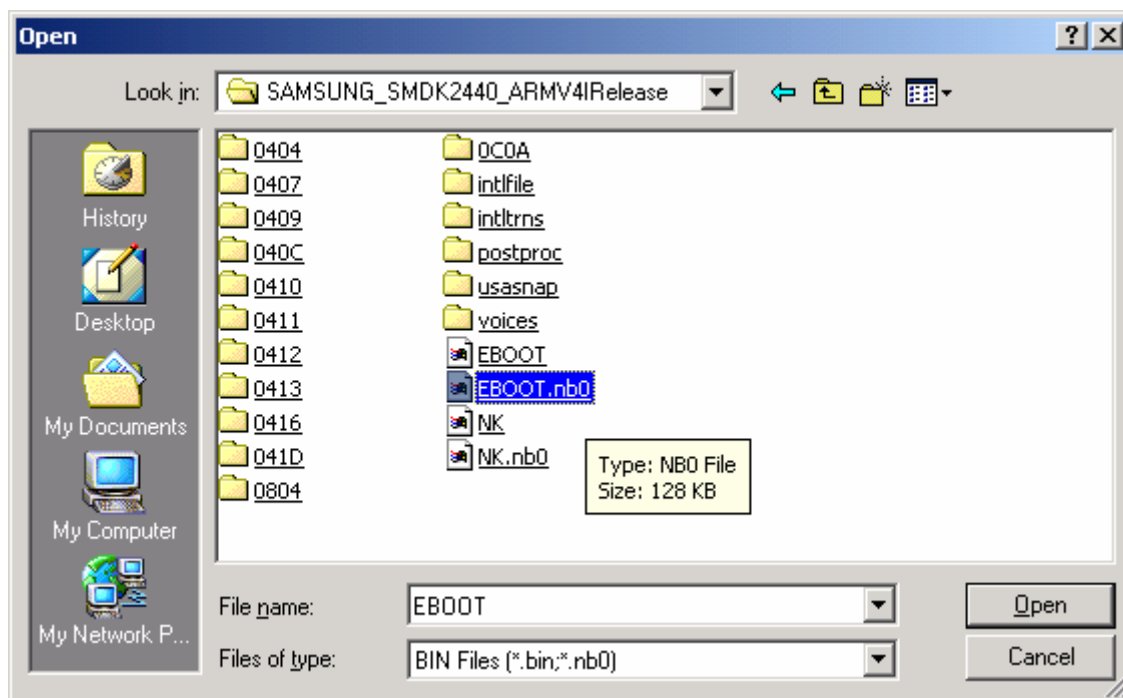 Open
Look in: SAMSUNG_SMDK2440_ARMV4IRelease
History
Desktop
My Documents
My Computer
My Network P...
0404
0407
0409
040C
0410
0411
0412
0413
0416
041D
0804
0C0A
intlfile
intltrns
postproc
usasnap
voices
EBOOT
EBOOT.nb0
NK
NK.nb0
Type: NB0 File
Size: 128 KB
File name: EBOOT
Open
Files of type: BIN Files (*.bin;*.nb0)
Cancel